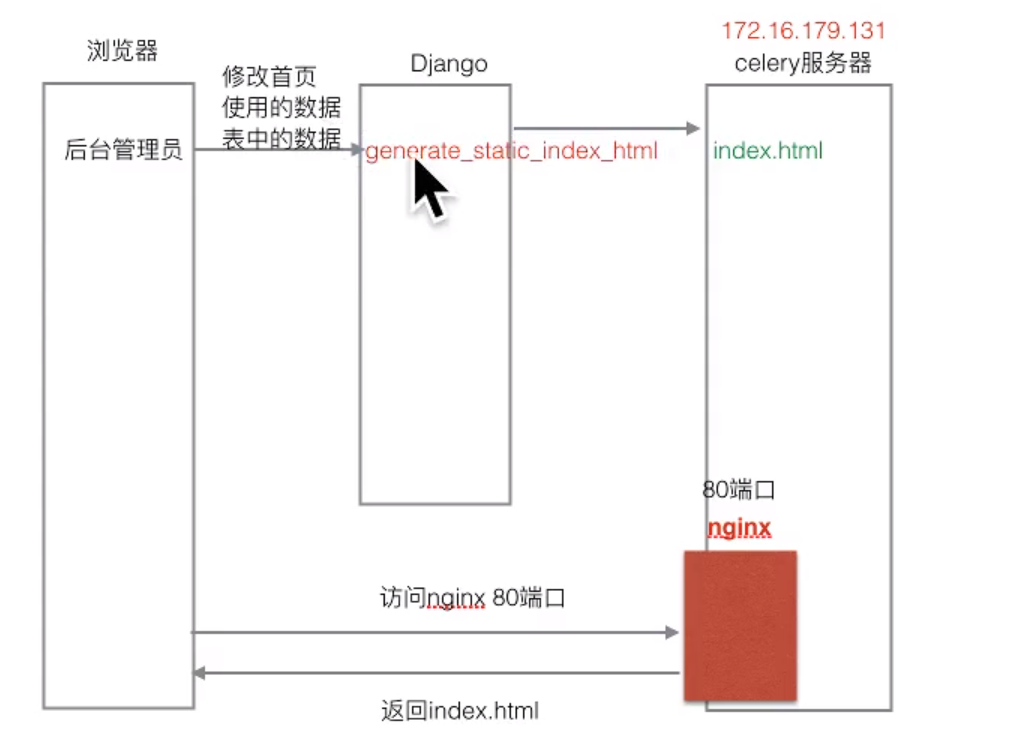 172.16.179.131
浏览器
Django
celery服务器
修改首页
使用的数据
表中的数据
后台管理员
generate_static_index_html
index.html
80端口
nginx
访问nginx 80端口
返回index.html